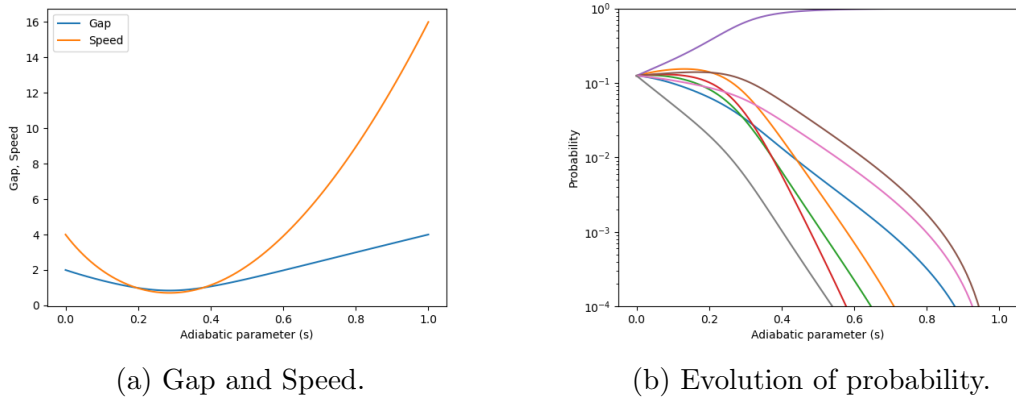 Gap
Speed
16
14
12
10
8
6
4
2
0
Gap, Speed
0.0 0.2 0.4 0.6 0.8 1.0
Adiabatic parameter (s)
(a) Gap and Speed.
10⁰
10⁻¹
10⁻²
10⁻³
10⁻⁴
Probability
0.0 0.2 0.4 0.6 0.8 1.0
Adiabatic parameter (s)
(b) Evolution of probability.